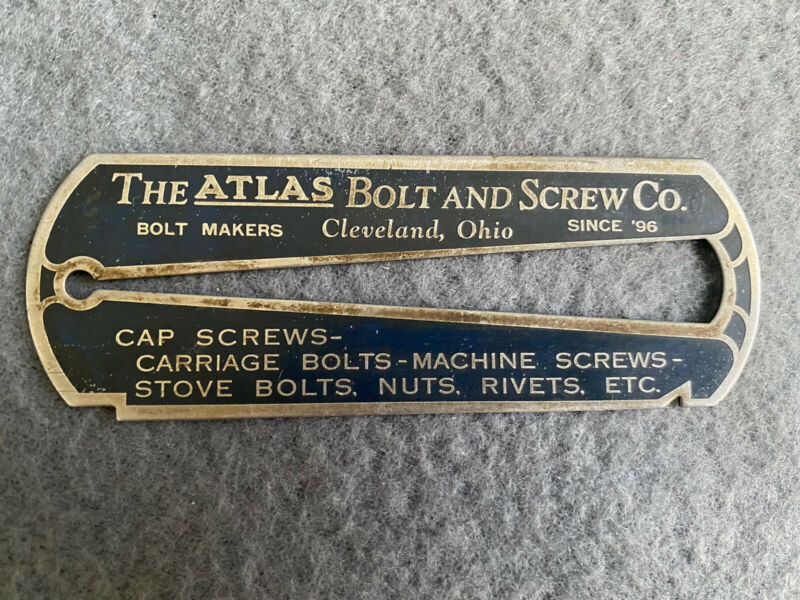 THE ATLAS BOLT AND SCREW CO.
BOLT MAKERS Cleveland, Ohio SINCE '96
CAP SCREWS-
CARRIAGE BOLTS-MACHINE SCREWS-
STOVE BOLTS, NUTS, RIVETS, ETC.